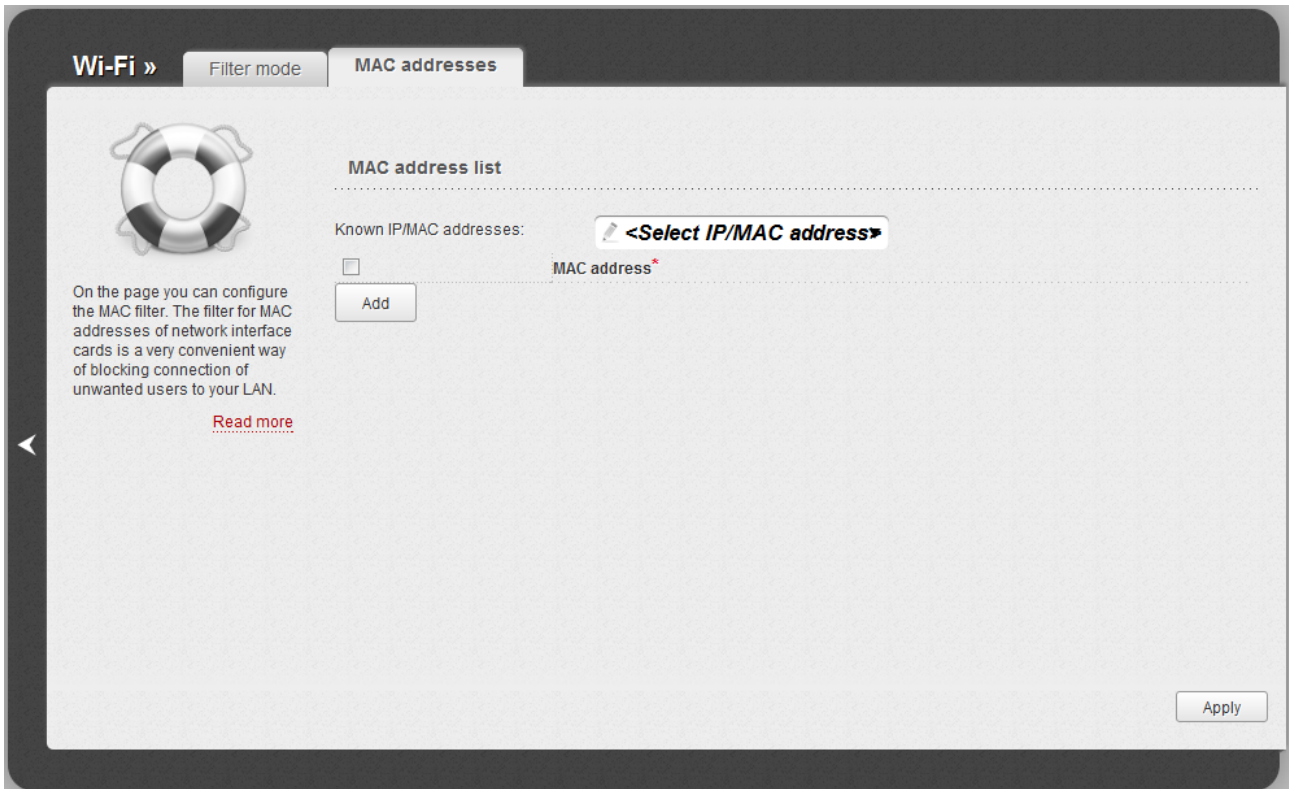 Wi-Fi »
Filter mode
MAC addresses
MAC address list
Known IP/MAC addresses:
<Select IP/MAC address>
MAC address*
Add
On the page you can configure
the MAC filter. The filter for MAC
addresses of network interface
cards is a very convenient way
of blocking connection of
unwanted users to your LAN.
Read more
Apply